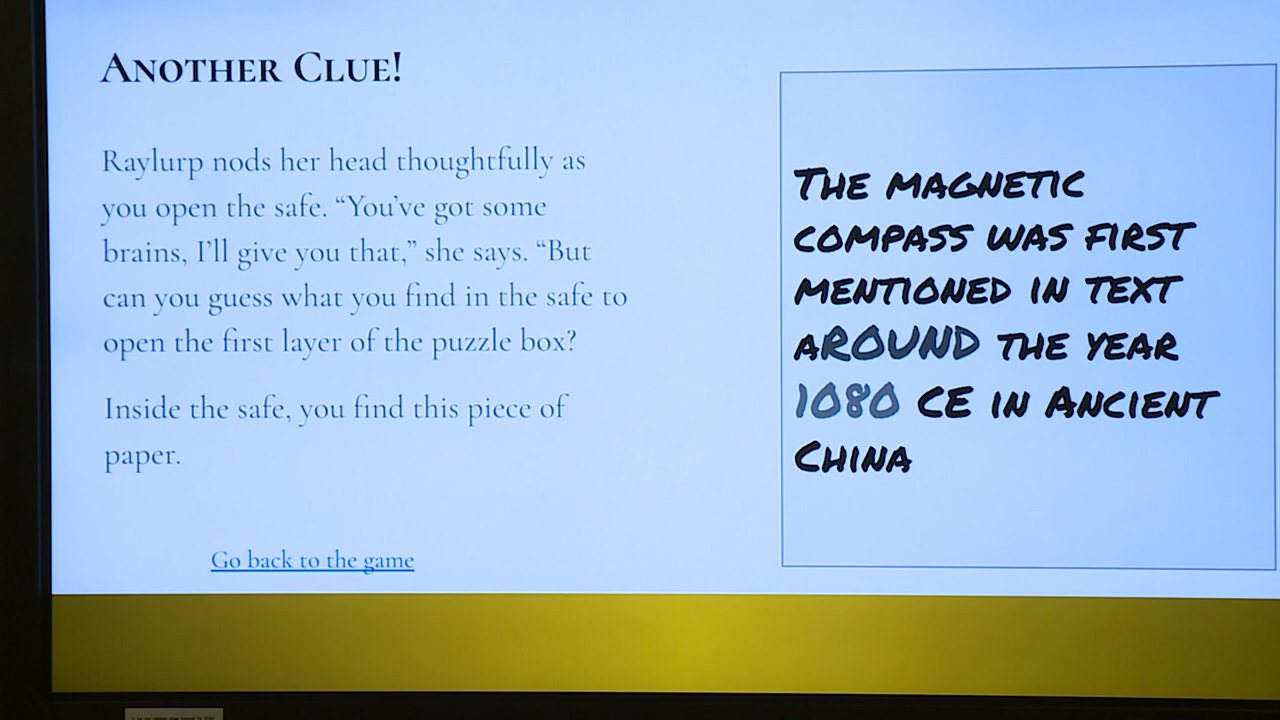 Another Clue!
Raylurp nods her head thoughtfully as
you open the safe. “You’ve got some
brains, I’ll give you that,” she says. “But
can you guess what you find in the safe to
open the first layer of the puzzle box?
Inside the safe, you find this piece of
paper.
Go back to the game
The magnetic
compass was first
mentioned in text
aROUND the year
1080 CE in Ancient
China